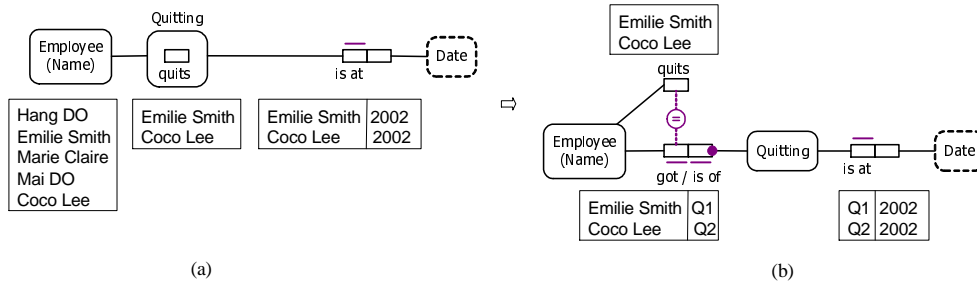 Quitting
Employee
(Name)
quits
is at
Date
Hang DO
Emilie Smith
Marie Claire
Mai DO
Coco Lee
Emilie Smith
Coco Lee
Emilie Smith 2002
Coco Lee 2002
(a)
⇨
Emilie Smith
Coco Lee
quits
=
Employee
(Name)
got / is of
Quitting
is at
Date
Emilie Smith Q1
Coco Lee Q2
Q1 2002
Q2 2002
(b)